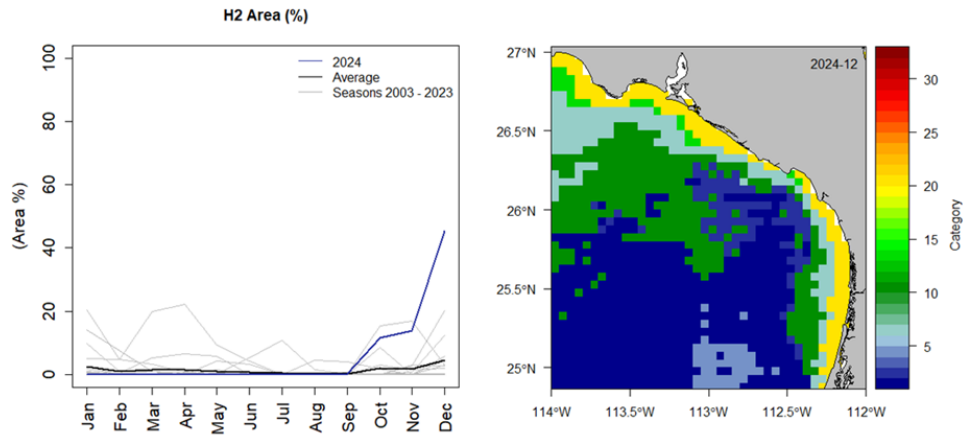 H2 Area (%)
(Area %)
100
80
60
40
20
0
2024
Average
Seasons 2003 - 2023
Jan
Feb
Mar
Apr
May
Jun
Jul
Aug
Sep
Oct
Nov
Dec
27°N
26.5°N
26°N
25.5°N
25°N
2024-12
114°W
113.5°W
113°W
112.5°W
112°W
30
25
20
15
10
5
Category